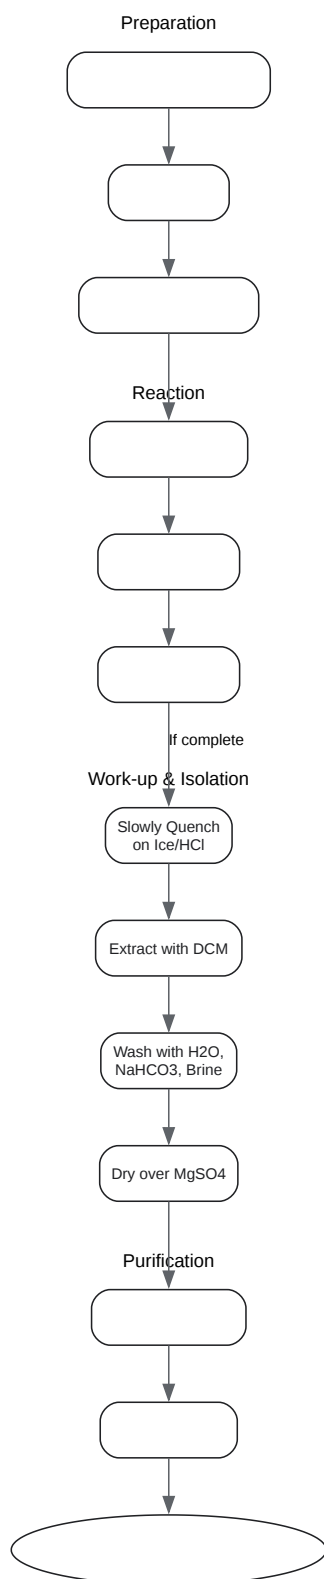 Preparation
Reaction
If complete
Work-up & Isolation
Slowly Quench
on Ice/HCl
Extract with DCM
Wash with H2O,
NaHCO3, Brine
Dry over MgSO4
Purification